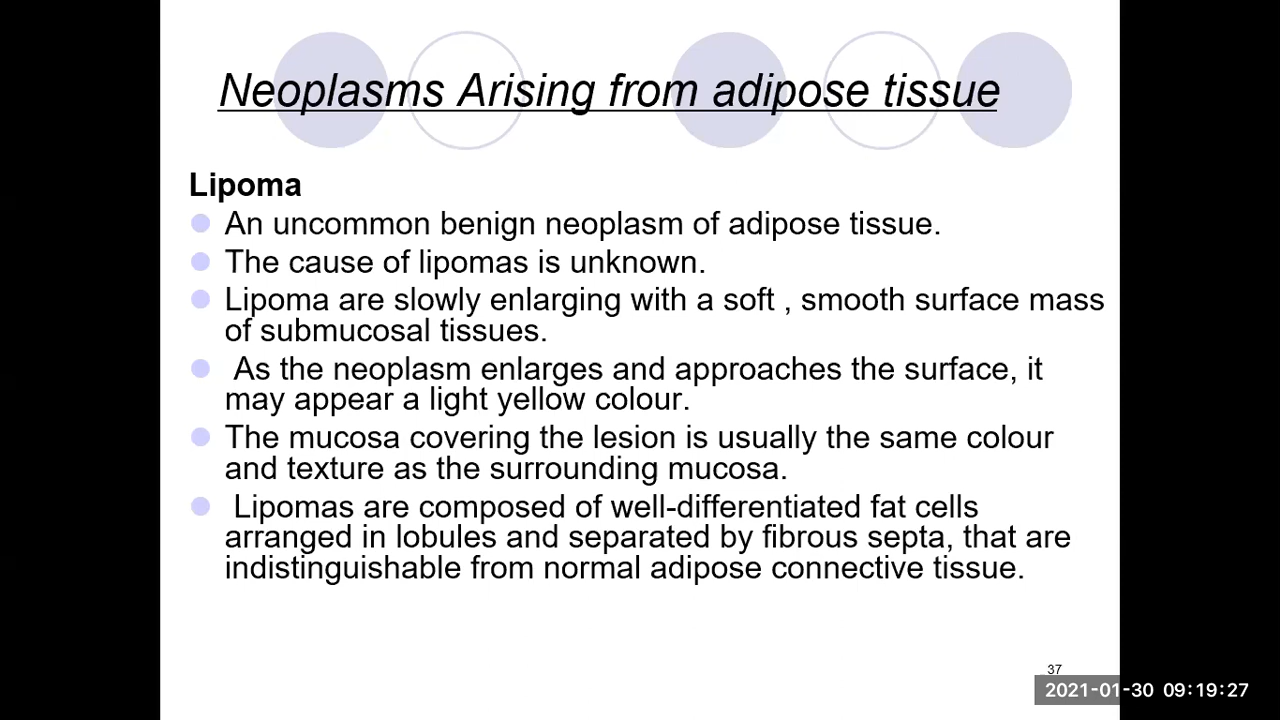 Neoplasms Arising from adipose tissue
Lipoma
An uncommon benign neoplasm of adipose tissue.
The cause of lipomas is unknown.
Lipoma are slowly enlarging with a soft , smooth surface mass
of submucosal tissues.
As the neoplasm enlarges and approaches the surface, it
may appear a light yellow colour.
The mucosa covering the lesion is usually the same colour
and texture as the surrounding mucosa.
Lipomas are composed of well-differentiated fat cells
arranged in lobules and separated by fibrous septa, that are
indistinguishable from normal adipose connective tissue.
37
2021-01-30 09:19:27